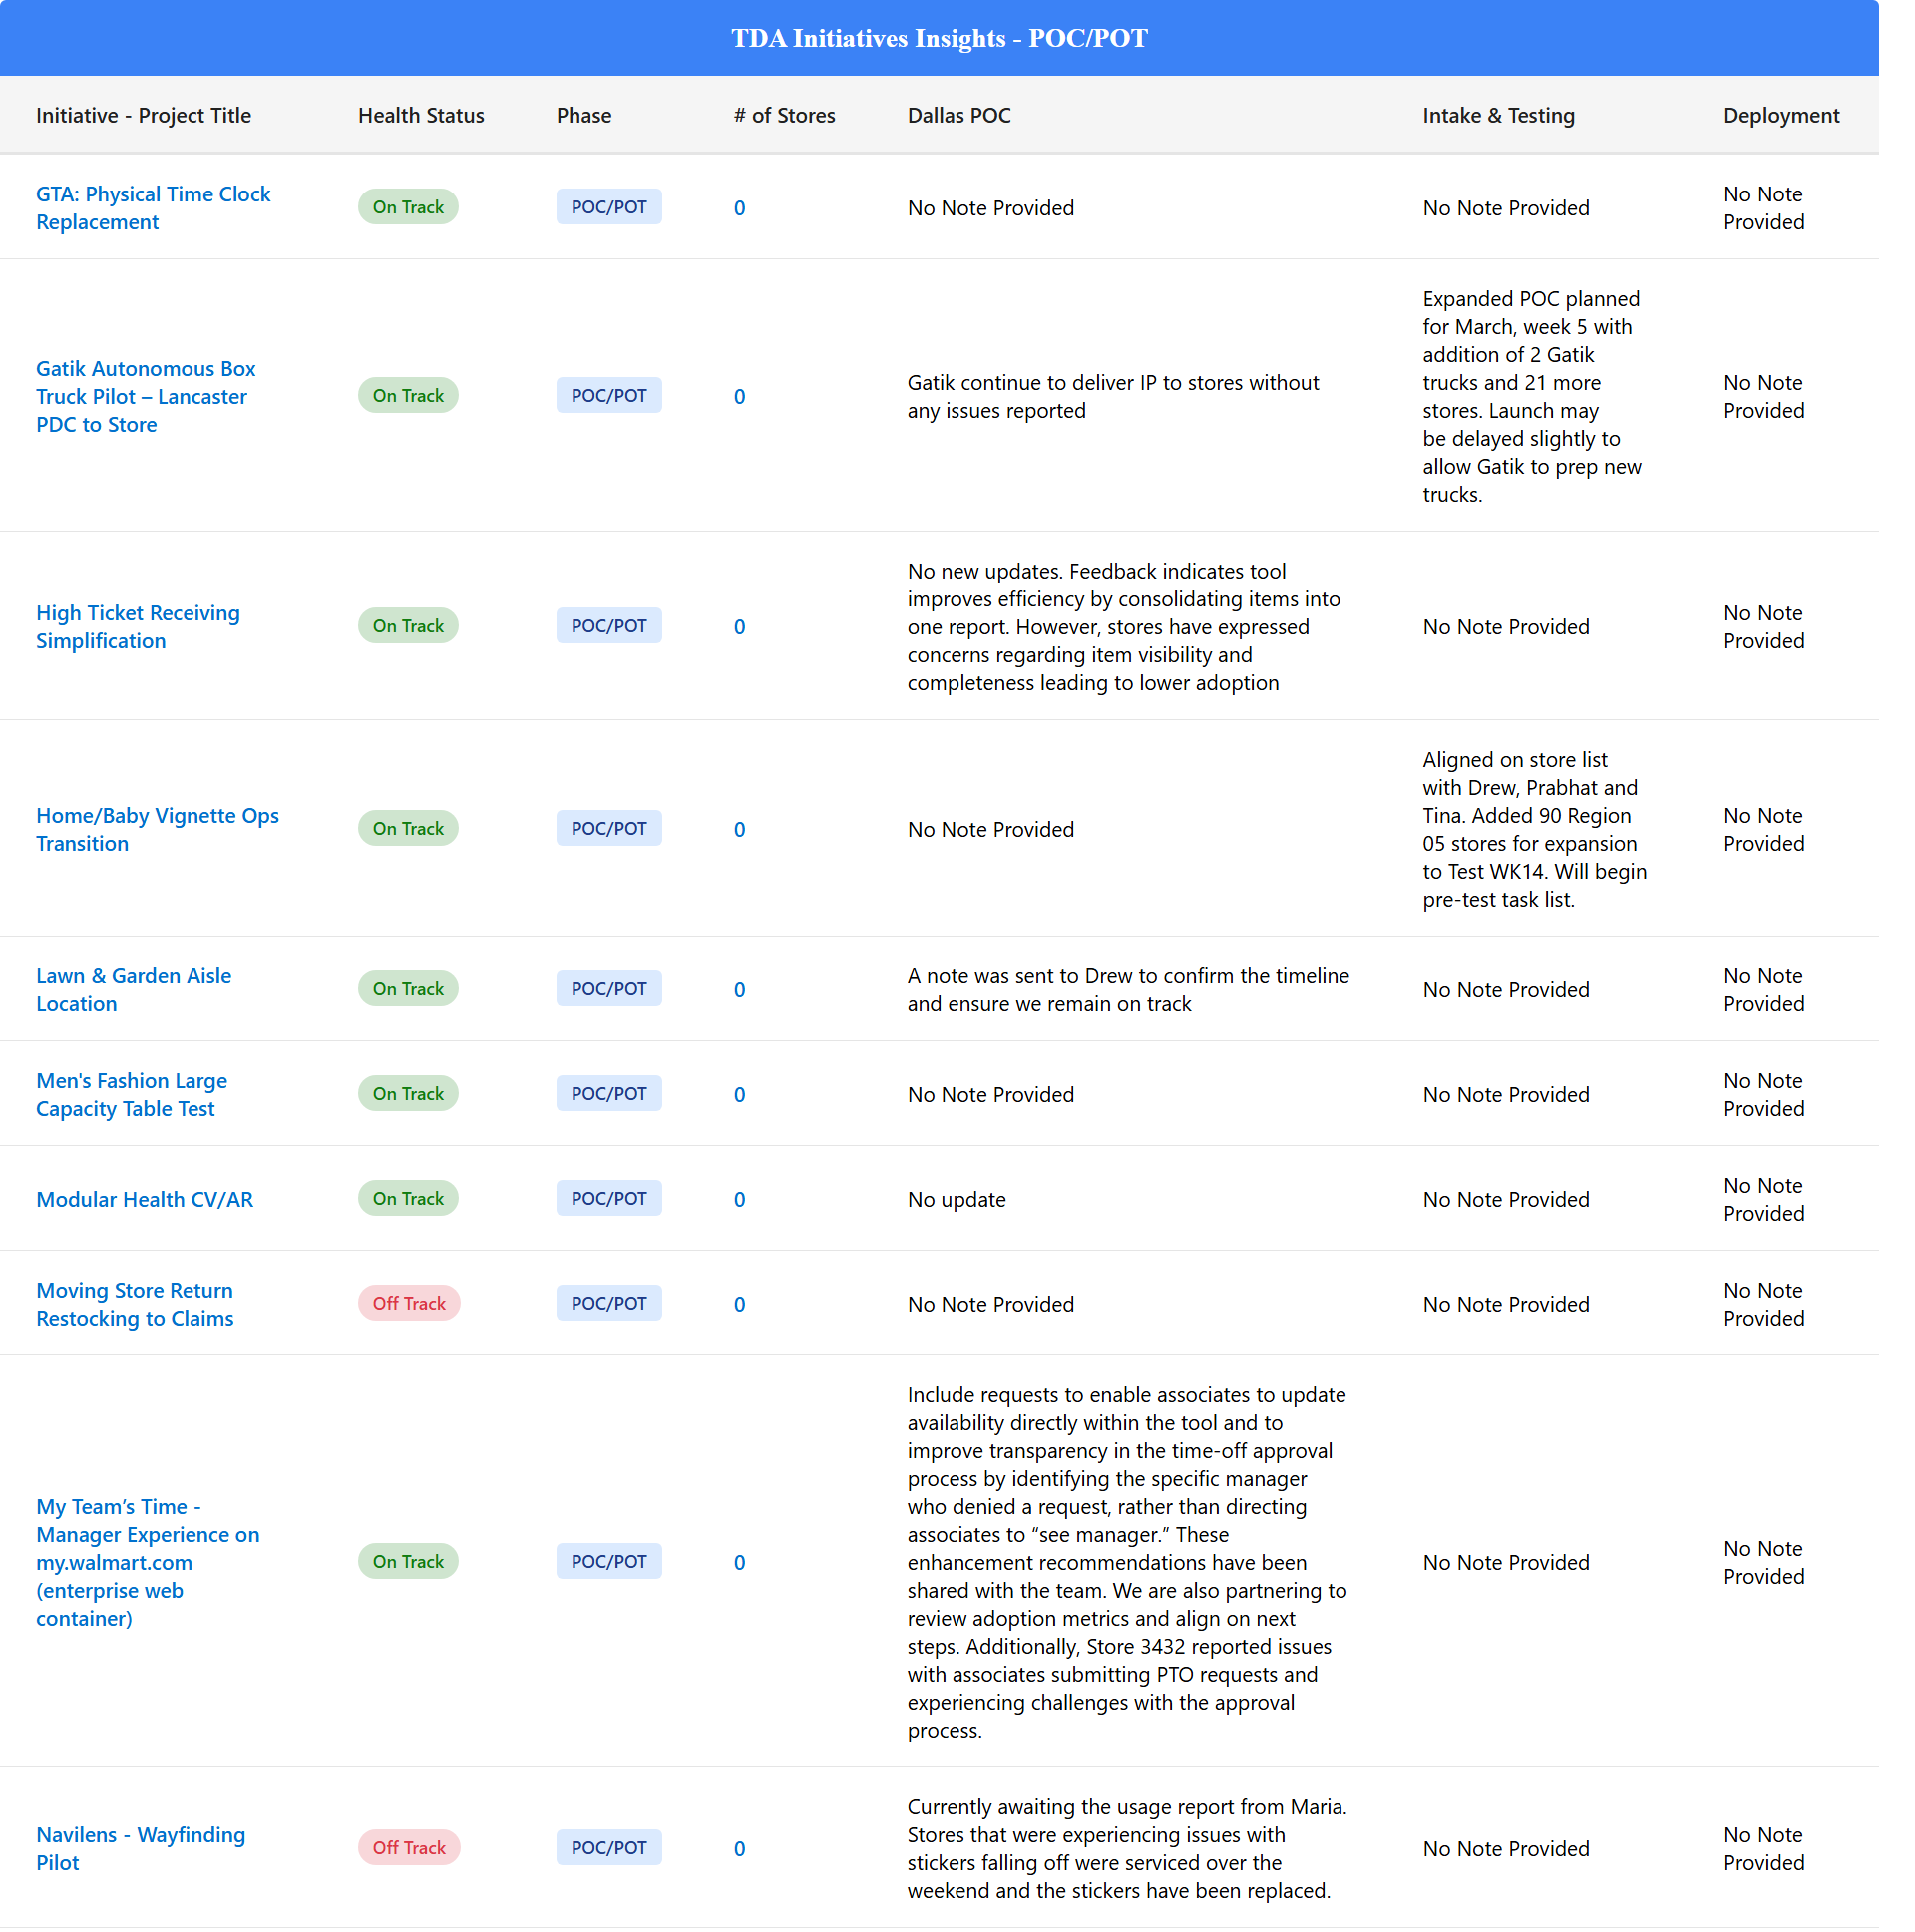 TDA Initiatives Insights - POC/POT
Initiative - Project Title Health Status Phase # of Stores Dallas POC Intake & Testing Deployment
GTA: Physical Time Clock
Replacement
On Track
POC/POT
0
No Note Provided
No Note Provided
No Note
Provided
Gatik Autonomous Box
Truck Pilot – Lancaster
PDC to Store
On Track
POC/POT
0
Gatik continue to deliver IP to stores without
any issues reported
Expanded POC planned
for March, week 5 with
addition of 2 Gatik
trucks and 21 more
stores. Launch may
be delayed slightly to
allow Gatik to prep new
trucks.
No Note
Provided
High Ticket Receiving
Simplification
On Track
POC/POT
0
No new updates. Feedback indicates tool
improves efficiency by consolidating items into
one report. However, stores have expressed
concerns regarding item visibility and
completeness leading to lower adoption
No Note Provided
No Note
Provided
Home/Baby Vignette Ops
Transition
On Track
POC/POT
0
No Note Provided
Aligned on store list
with Drew, Prabhat and
Tina. Added 90 Region
05 stores for expansion
to Test WK14. Will begin
pre-test task list.
No Note
Provided
Lawn & Garden Aisle
Location
On Track
POC/POT
0
A note was sent to Drew to confirm the timeline
and ensure we remain on track
No Note Provided
No Note
Provided
Men's Fashion Large
Capacity Table Test
On Track
POC/POT
0
No Note Provided
No Note Provided
No Note
Provided
Modular Health CV/AR
On Track
POC/POT
0
No update
No Note Provided
No Note
Provided
Moving Store Return
Restocking to Claims
Off Track
POC/POT
0
No Note Provided
No Note Provided
No Note
Provided
My Team’s Time -
Manager Experience on
my.walmart.com
(enterprise web
container)
On Track
POC/POT
0
Include requests to enable associates to update
availability directly within the tool and to
improve transparency in the time-off approval
process by identifying the specific manager
who denied a request, rather than directing
associates to “see manager.” These
enhancement recommendations have been
shared with the team. We are also partnering to
review adoption metrics and align on next
steps. Additionally, Store 3432 reported issues
with associates submitting PTO requests and
experiencing challenges with the approval
process.
No Note Provided
No Note
Provided
Navilens - Wayfinding
Pilot
Off Track
POC/POT
0
Currently awaiting the usage report from Maria.
Stores that were experiencing issues with
stickers falling off were serviced over the
weekend and the stickers have been replaced.
No Note Provided
No Note
Provided